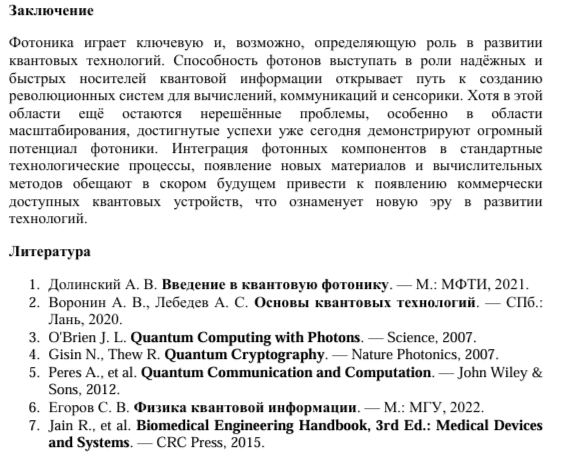 Заключение
Фотоника играет ключевую и, возможно, определяющую роль в развитии
квантовых технологий. Способность фотонов выступать в роли надёжных и
быстрых носителей квантовой информации открывает путь к созданию
революционных систем для вычислений, коммуникаций и сенсорики. Хотя в этой
области ещё остаются нерешённые проблемы, особенно в области
масштабирования, достигнутые успехи уже сегодня демонстрируют огромный
потенциал фотоники. Интеграция фотонных компонентов в стандартные
технологические процессы, появление новых материалов и вычислительных
методов обещают в скором будущем привести к появлению коммерчески
доступных квантовых устройств, что ознаменует новую эру в развитии
технологий.
Литература
1. Долинский А. В. Введение в квантовую фотонику. — М.: МФТИ, 2021.
2. Воронин А. В., Лебедев А. С. Основы квантовых технологий. — СПб.:
Лань, 2020.
3. O'Brien J. L. Quantum Computing with Photons. — Science, 2007.
4. Gisin N., Thew R. Quantum Cryptography. — Nature Photonics, 2007.
5. Peres A., et al. Quantum Communication and Computation. — John Wiley &
Sons, 2012.
6. Егоров С. В. Физика квантовой информации. — М.: МГУ, 2022.
7. Jain R., et al. Biomedical Engineering Handbook, 3rd Ed.: Medical Devices
and Systems. — CRC Press, 2015.